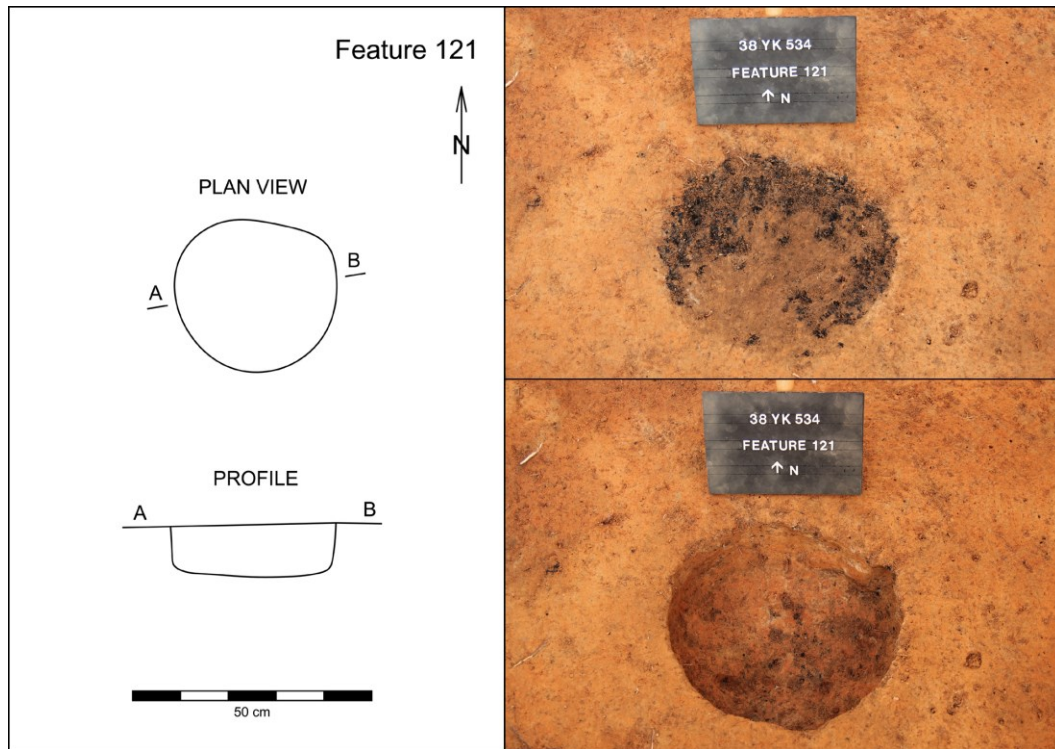 Feature 121
N
PLAN VIEW
B
A
PROFILE
A
B
50 cm
38 YK 534
FEATURE 121
↑ N
38 YK 534
FEATURE 121
↑ N